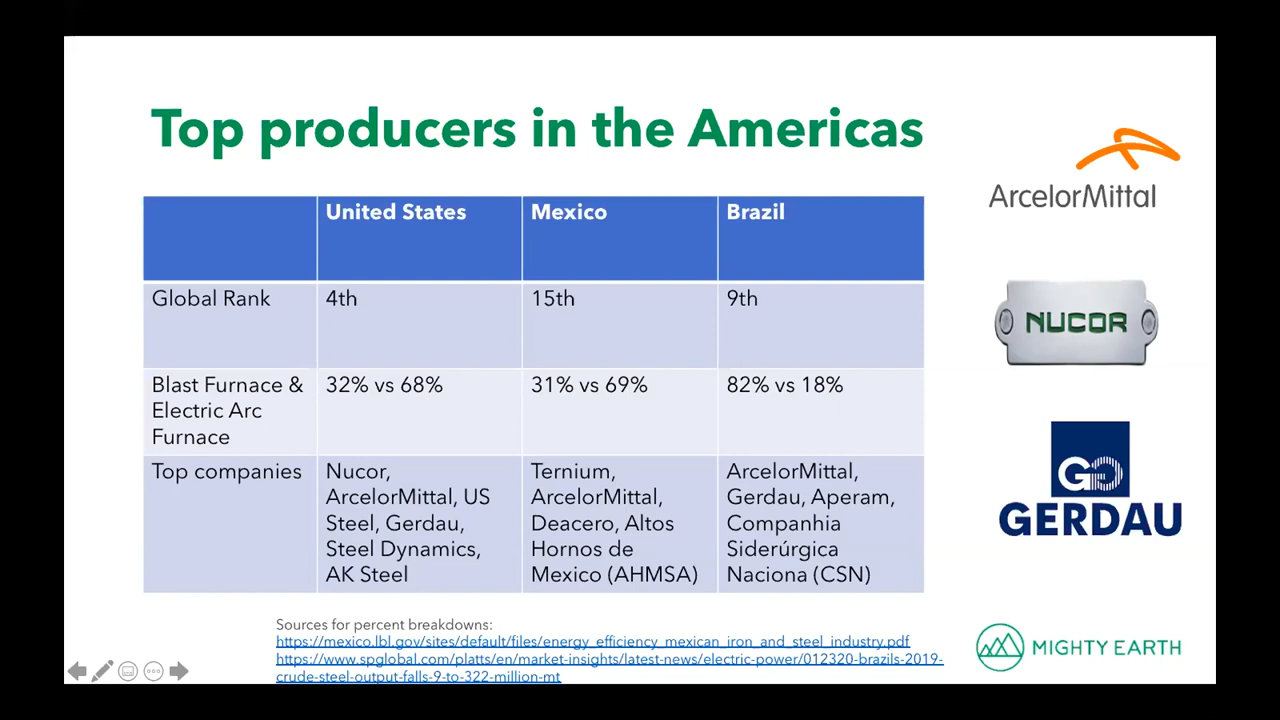 Top producers in the Americas
ArcelorMittal
United States
Mexico
Brazil
Global Rank
4th
15th
9th
NUCOR
Blast Furnace &
Electric Arc
Furnace
32% vs 68%
31% vs 69%
82% vs 18%
Top companies
Nucor,
ArcelorMittal, US
Steel, Gerdau,
Steel Dynamics,
AK Steel
Ternium,
ArcelorMittal,
Deacero, Altos
Hornos de
Mexico (AHMSA)
ArcelorMittal,
Gerdau, Aperam,
Companhia
Siderúrgica
Naciona (CSN)
GG
GERDAU
Sources for percent breakdowns:
https://mexico.lbl.gov/sites/default/files/energy_efficiency_mexican_iron_and_steel_industry.pdf
https://www.spglobal.com/platts/en/market-insights/latest-news/electric-power/012320-brazils-2019-
crude-steel-output-falls-9-to-322-million-mt
MIGHTY EARTH